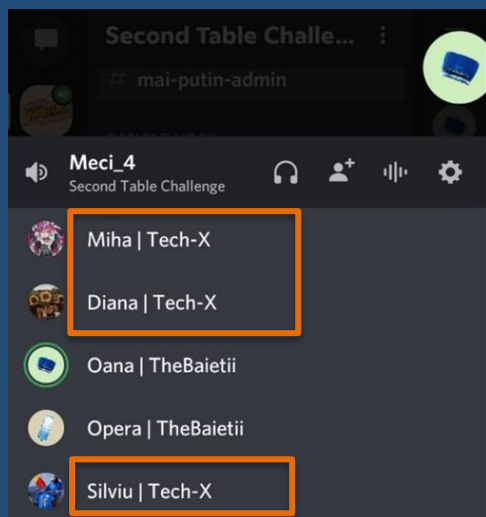 Second Table Challe...
# mai-putin-admin
Meci_4
Second Table Challenge
Miha | Tech-X
Diana | Tech-X
Oana | TheBaietii
Opera | TheBaietii
Silviu | Tech-X